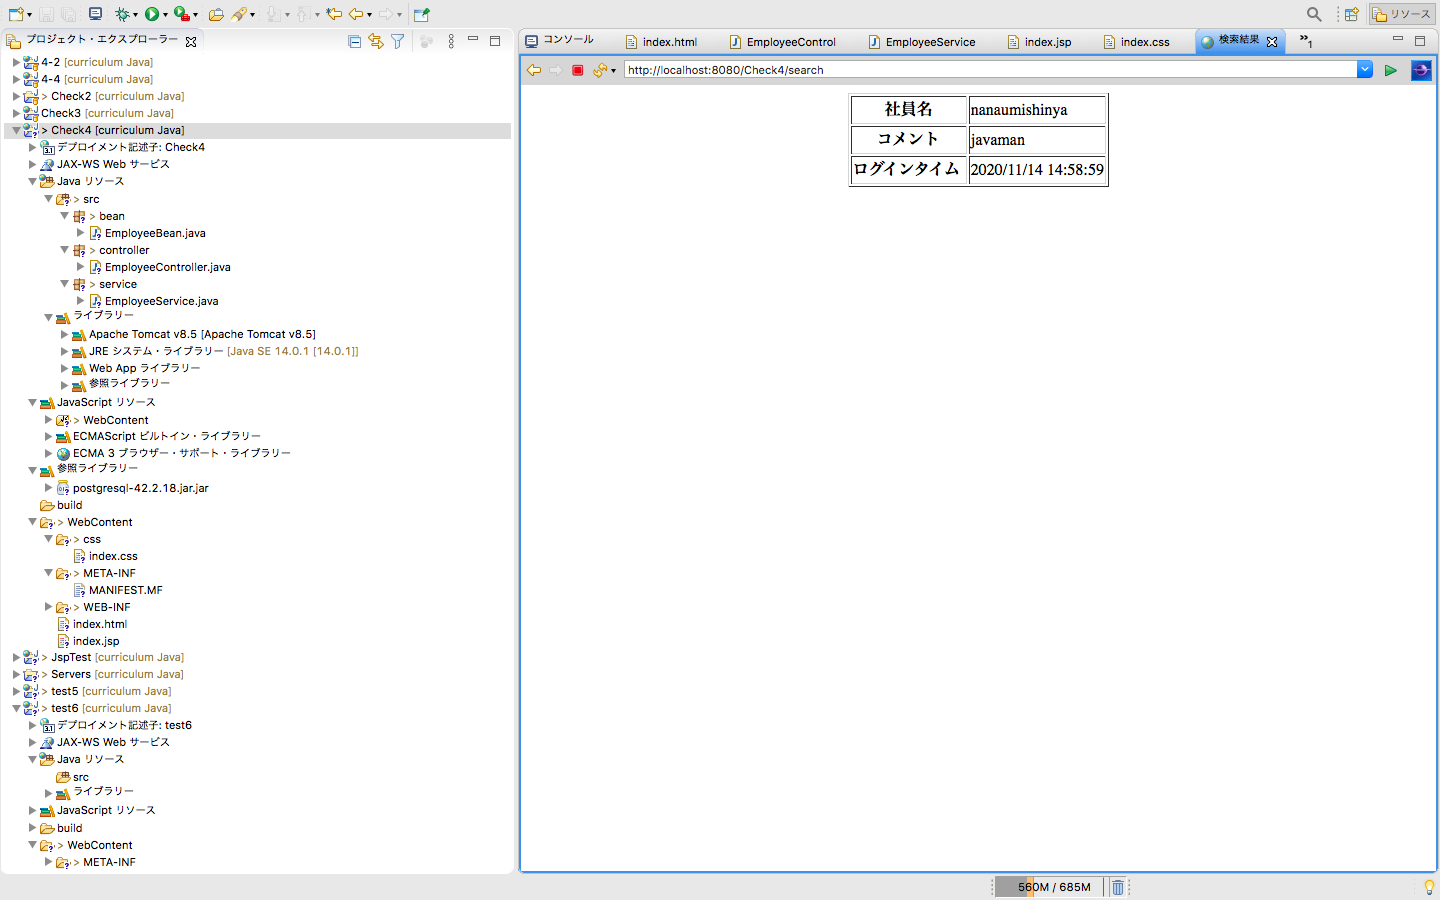 リソース
プロジェクト・エクスプローラー
4-2 [curriculum Java]
4-4 [curriculum Java]
> Check2 [curriculum Java]
Check3 [curriculum Java]
> Check4 [curriculum Java]
デプロイメント記述子: Check4
JAX-WS Web サービス
Java リソース
> src
> bean
EmployeeBean.java
> controller
EmployeeController.java
> service
EmployeeService.java
ライブラリー
Apache Tomcat v8.5 [Apache Tomcat v8.5]
JRE システム・ライブラリー [Java SE 14.0.1 [14.0.1]]
Web App ライブラリー
参照ライブラリー
JavaScript リソース
> WebContent
ECMAScript ビルトイン・ライブラリー
ECMA 3 ブラウザー・サポート・ライブラリー
参照ライブラリー
postgresql-42.2.18.jar.jar
build
> WebContent
> css
index.css
> META-INF
MANIFEST.MF
> WEB-INF
index.html
index.jsp
> JspTest [curriculum Java]
> Servers [curriculum Java]
> test5 [curriculum Java]
> test6 [curriculum Java]
デプロイメント記述子: test6
JAX-WS Web サービス
Java リソース
src
ライブラリー
JavaScript リソース
build
> WebContent
> META-INF
コンソール index.html EmployeeControl EmployeeService index.jsp index.css 検索結果 »1
http://localhost:8080/Check4/search
社員名 nanaumishinya
コメント javaman
ログインタイム 2020/11/14 14:58:59
560M / 685M